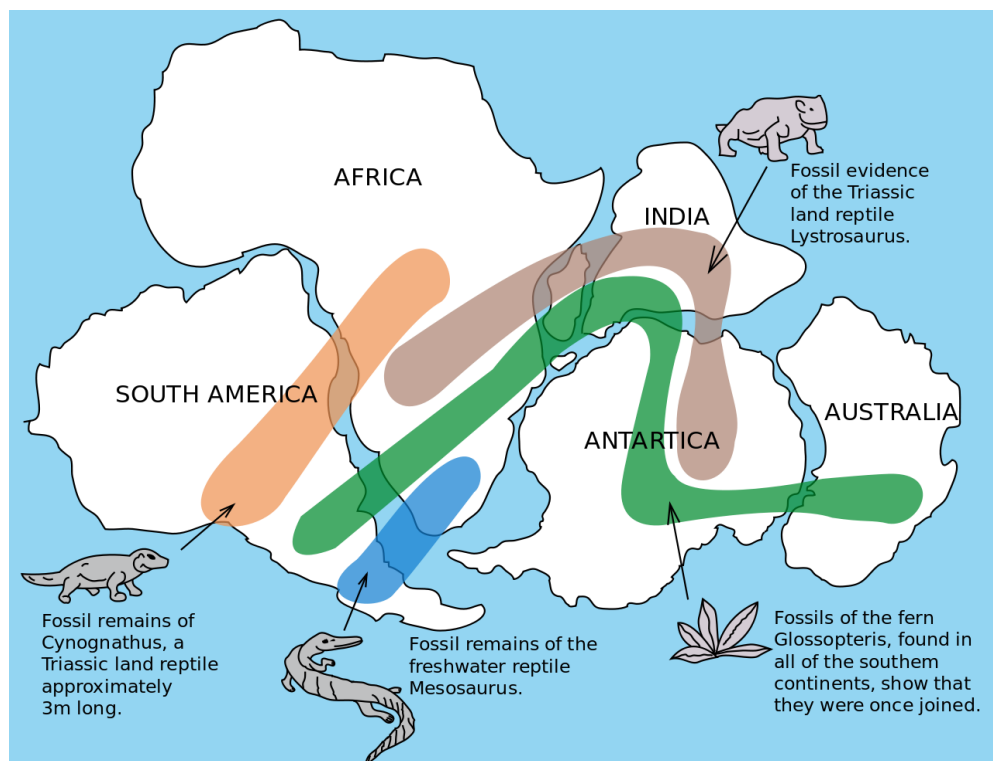 AFRICA
INDIA
Fossil evidence
of the Triassic
land reptile
Lystrosaurus.
SOUTH AMERICA
ANTARTICA
AUSTRALIA
Fossil remains of
Cynognathus, a
Triassic land reptile
approximately
3m long.
Fossil remains of the
freshwater reptile
Mesosaurus.
Fossils of the fern
Glossopteris, found in
all of the southem
continents, show that
they were once joined.